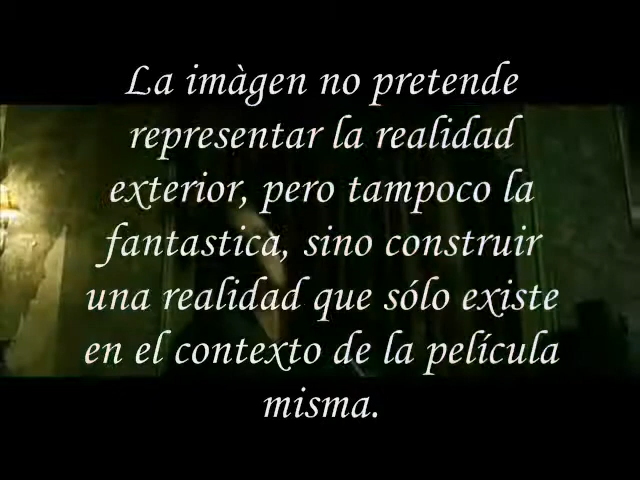 La imàgen no pretende
representar la realidad
exterior, pero tampoco la
fantastica, sino construir
una realidad que sólo existe
en el contexto de la película
misma.